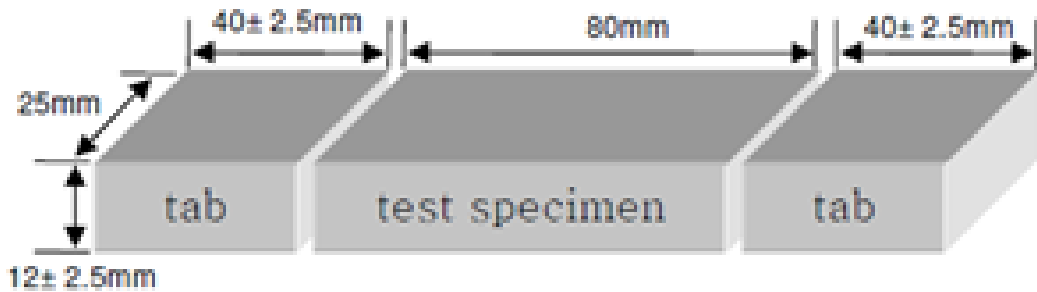 40± 2.5mm
80mm
40± 2.5mm
25mm
tab
test specimen
tab
12± 2.5mm